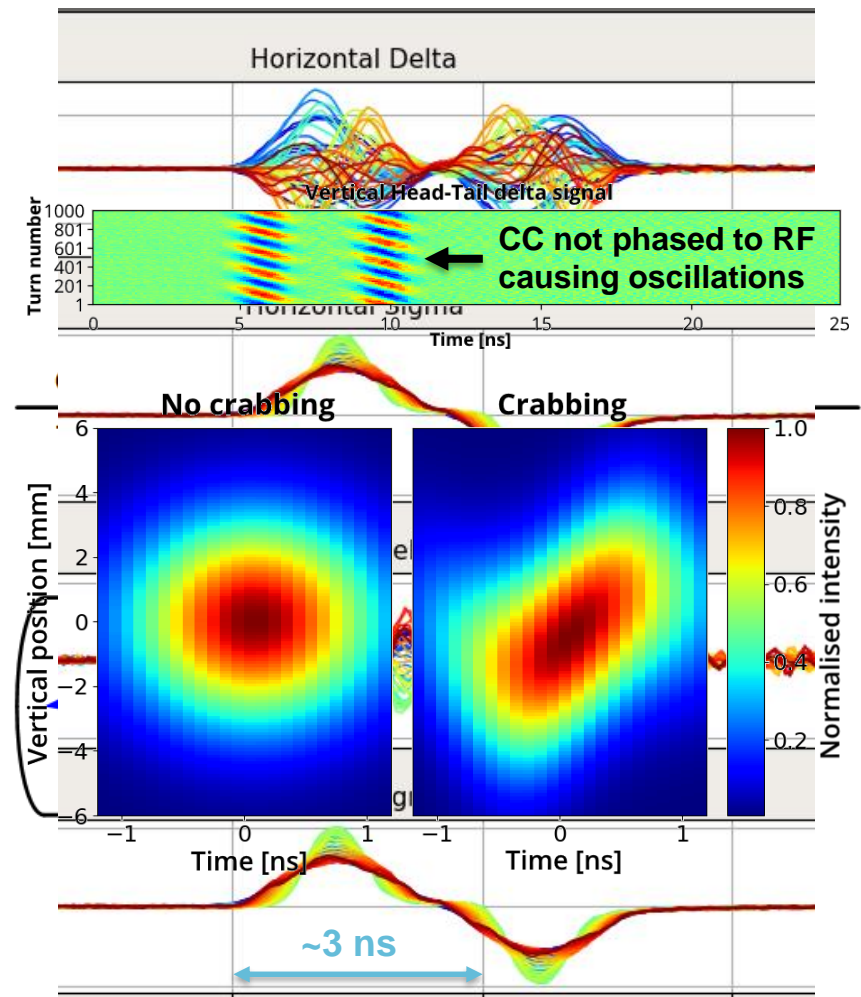 Horizontal Delta
Vertical Head-Tail delta signal
Turn number
1000
801
601
401
201
1
CC not phased to RF
causing oscillations
0 5 10 15 20 25
Horizontal Sigma
Time [ns]
No crabbing Crabbing
Vertical position [mm]
6
4
2
0
−2
−4
−6
1.0
0.8
0.6
0.4
0.2
Normalised intensity
−1 0 1 −1 0 1
Time [ns] Time [ns]
~3 ns